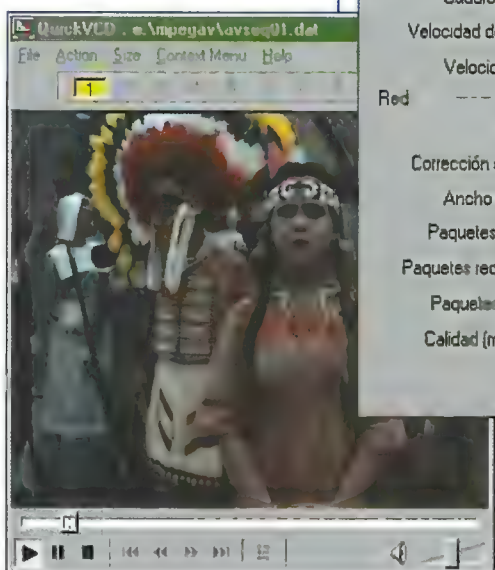 QuickVCD - e:\mpegav\avseq01.dat
File Action Size Context Menu Help
1
Velocidad d
Velocid
Red
Corrección
Ancho
Paquetes
Paquetes rec
Paquetes
Calidad (m